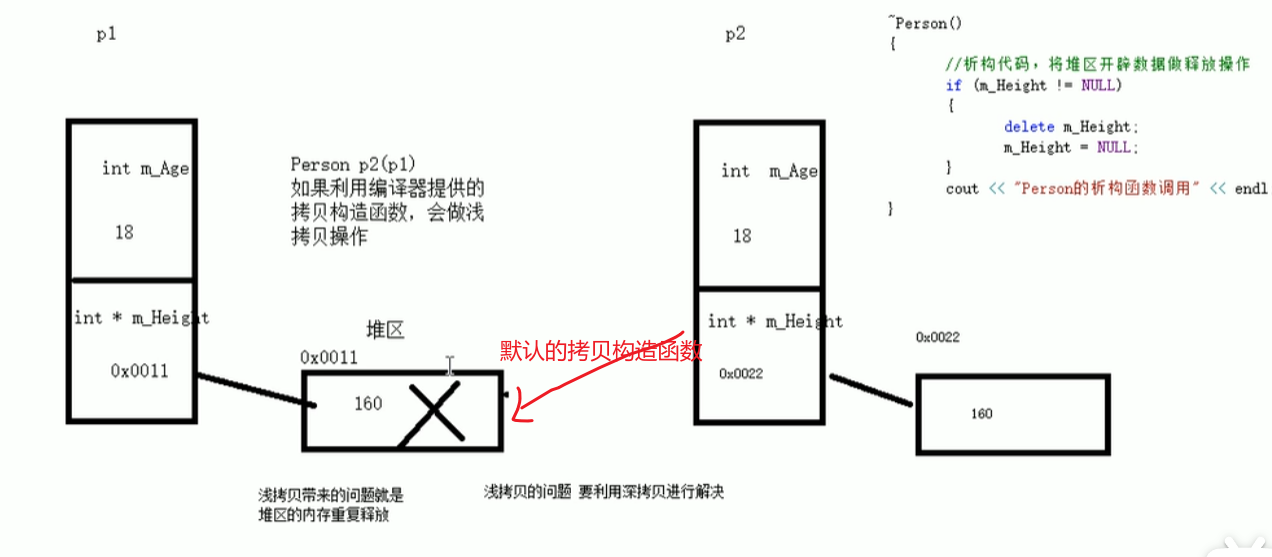 p1
int m_Age
18
int * m_Height
0x0011
Person p2(p1)
如果利用编译器提供的
拷贝构造函数，会做浅
拷贝操作
堆区
0x0011
160
浅拷贝带来的问题就是
堆区的内存重复释放
默认的拷贝构造函数
浅拷贝的问题 要利用深拷贝进行解决
p2
int m_Age
18
int * m_Height
0x0022
0x0022
160
~Person()
{
//析构代码，将堆区开辟数据做释放操作
if (m_Height != NULL)
{
delete m_Height;
m_Height = NULL;
}
cout << "Person的析构函数调用" << endl
}